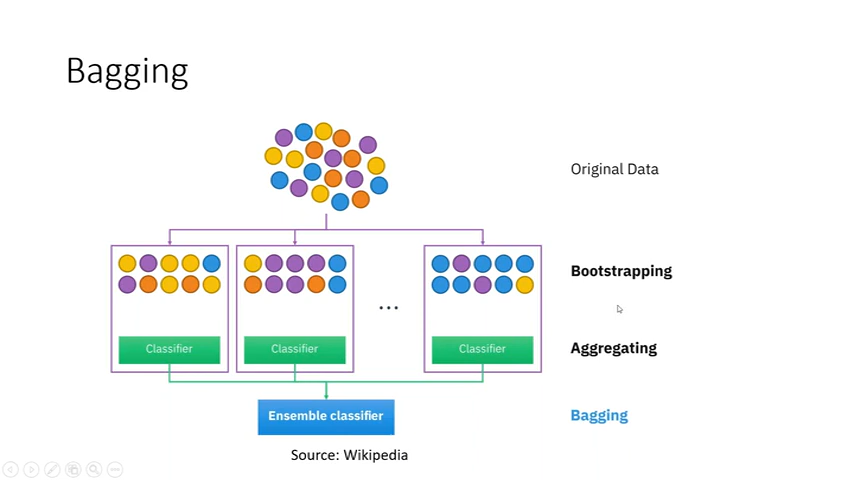 Bagging
Original Data
Bootstrapping
...
Classifier
Classifier
Classifier
Aggregating
Ensemble classifier
Bagging
Source: Wikipedia